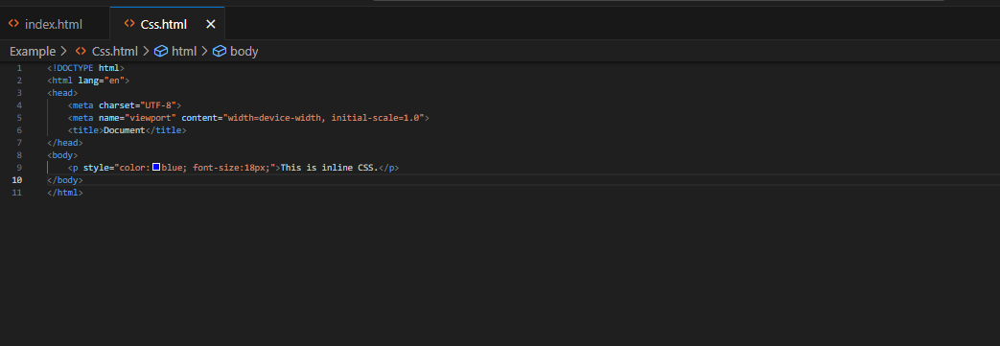 index.html Css.html
Example > Css.html > html > body
1 <!DOCTYPE html>
2 <html lang="en">
3 <head>
4 <meta charset="UTF-8">
5 <meta name="viewport" content="width=device-width, initial-scale=1.0">
6 <title>Document</title>
7 </head>
8 <body>
9 <p style="color:blue; font-size:18px;">This is inline CSS.</p>
10 </body>
11 </html>